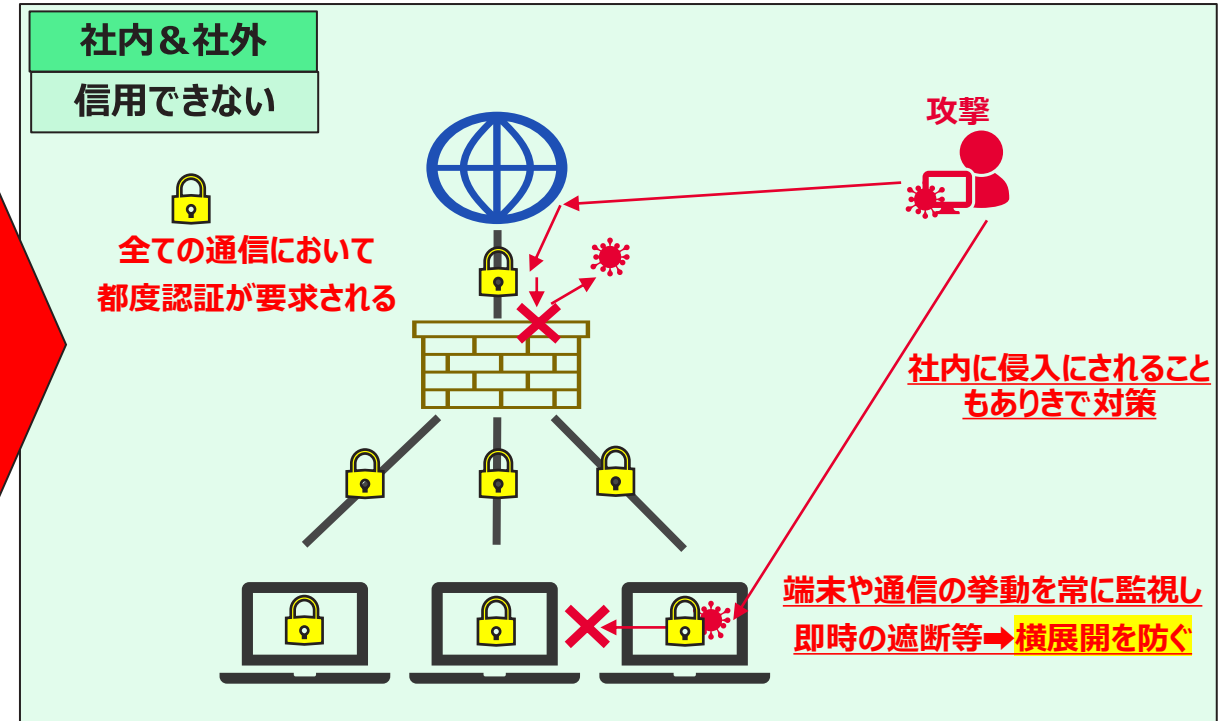 社内＆社外
信用できない
攻撃
全ての通信において
都度認証が要求される
社内に侵入にされること
もありきで対策
端末や通信の挙動を常に監視し
即時の遮断等➡横展開を防ぐ